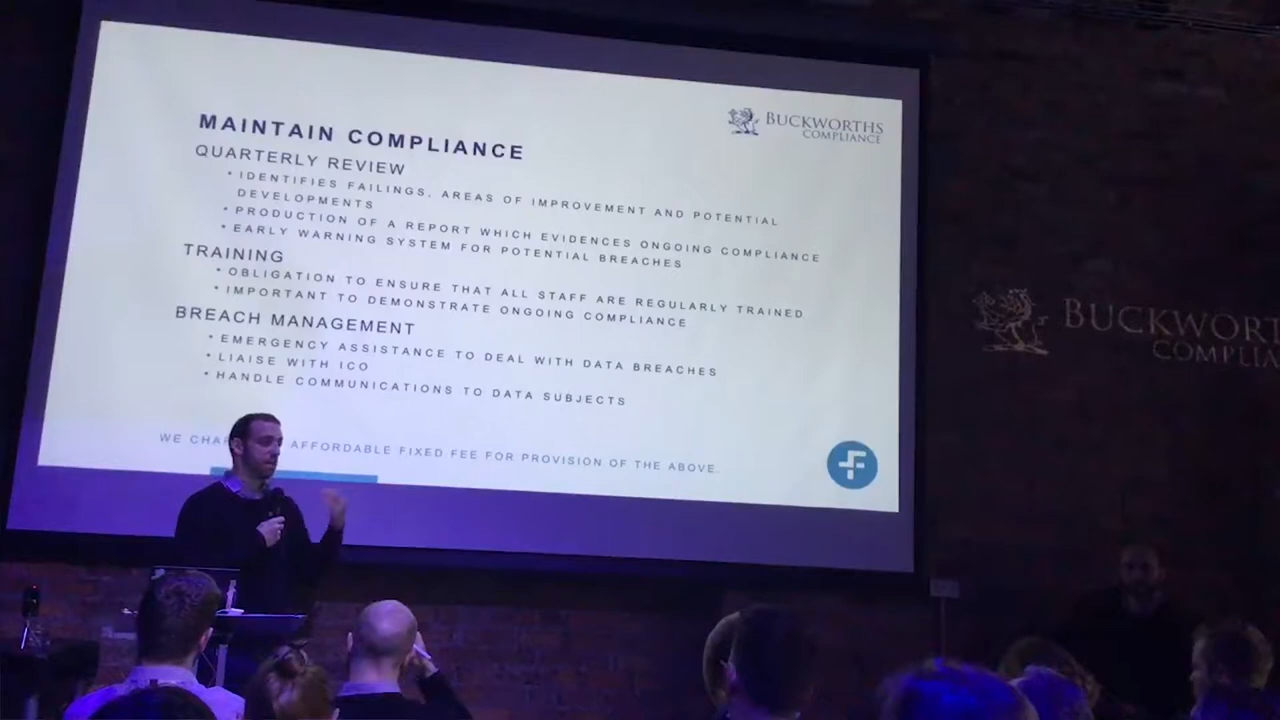 BUCKWORTHS
COMPLIANCE
MAINTAIN COMPLIANCE
QUARTERLY REVIEW
• IDENTIFIES FAILINGS, AREAS OF IMPROVEMENT AND POTENTIAL
DEVELOPMENTS
• PRODUCTION OF A REPORT WHICH EVIDENCES ONGOING COMPLIANCE
• EARLY WARNING SYSTEM FOR POTENTIAL BREACHES
TRAINING
• OBLIGATION TO ENSURE THAT ALL STAFF ARE REGULARLY TRAINED
• IMPORTANT TO DEMONSTRATE ONGOING COMPLIANCE
BREACH MANAGEMENT
• EMERGENCY ASSISTANCE TO DEAL WITH DATA BREACHES
• LIAISE WITH ICO
• HANDLE COMMUNICATIONS TO DATA SUBJECTS
WE AFFORDABLE FIXED FEE FOR PROVISION OF THE ABOVE.
BUCKWORT
COMPLIA